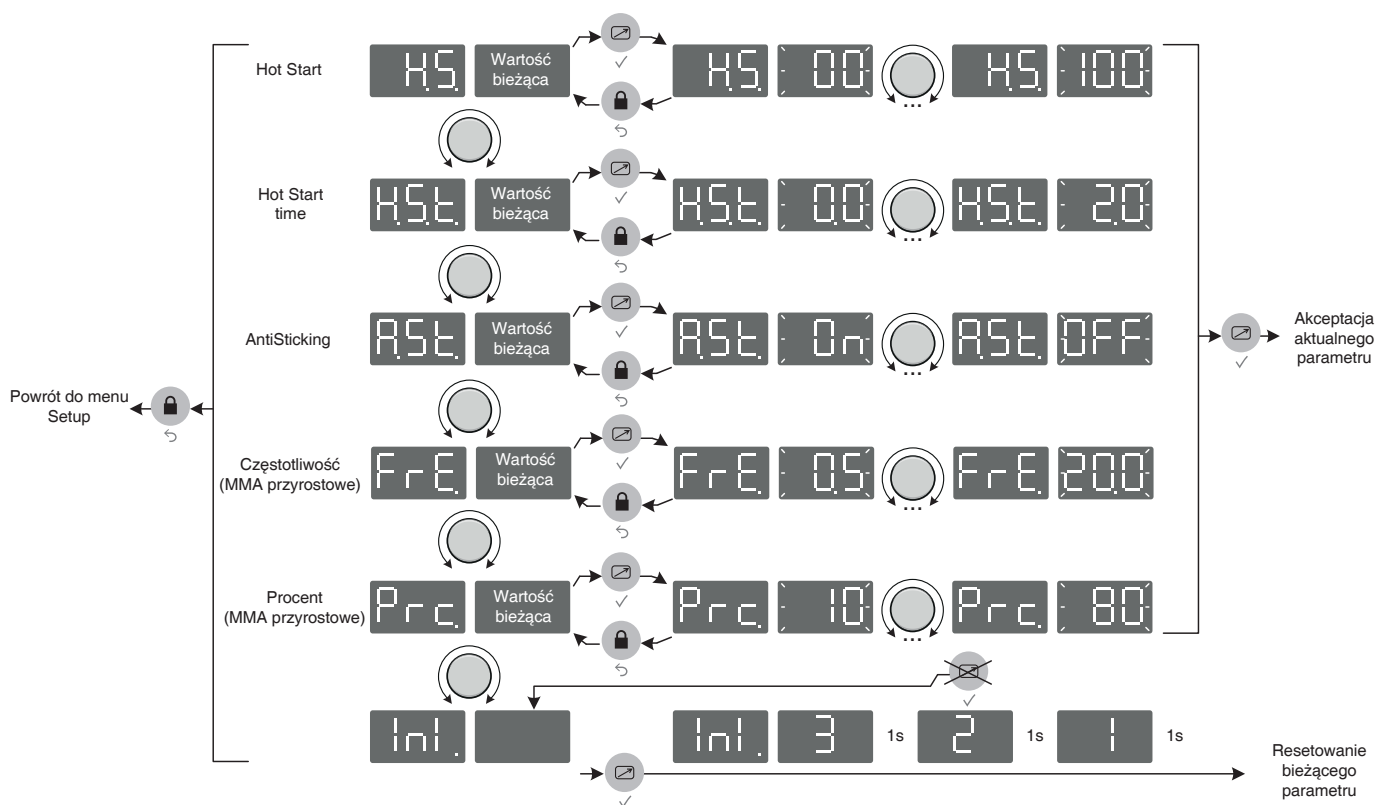 Hot Start
H.S.
Wartość
bieżąca
H.S.
00
...
H.S.
100
Hot Start
time
H.S.t.
Wartość
bieżąca
H.S.t.
0.0
...
H.S.t.
2.0
AntiSticking
A.S.t.
Wartość
bieżąca
A.S.t.
On
...
A.S.t.
OFF
Akceptacja
aktualnego
parametru
Powrót do menu
Setup
Częstotliwość
(MMA przyrostowe)
FrE.
Wartość
bieżąca
FrE.
0.5
...
FrE.
20.0
Procent
(MMA przyrostowe)
Prc.
Wartość
bieżąca
Prc.
10
...
Prc.
80
InI.
InI.
3
1s
2
1s
1
1s
Resetowanie
bieżącego
parametru